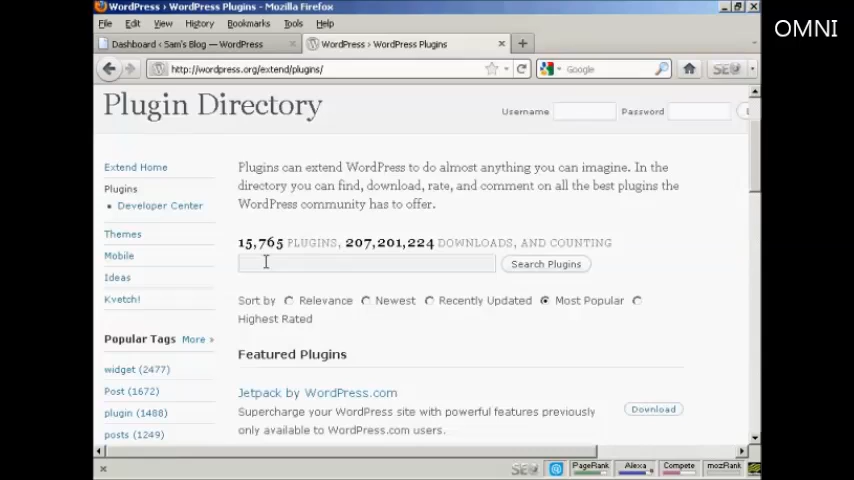 WordPress › WordPress Plugins - Mozilla Firefox
OMNI
File Edit View History Bookmarks Tools Help
Dashboard ‹ Sam's Blog — WordPress
WordPress › WordPress Plugins
http://wordpress.org/extend/plugins/
Google
SEO
Plugin Directory
Username
Password
Extend Home
Plugins
Developer Center
Themes
Mobile
Ideas
Kvetch!
Popular Tags More »
widget (2477)
Post (1672)
plugin (1488)
posts (1249)
Plugins can extend WordPress to do almost anything you can imagine. In the
directory you can find, download, rate, and comment on all the best plugins the
WordPress community has to offer.
15,765 PLUGINS, 207,201,224 DOWNLOADS, AND COUNTING
Search Plugins
Sort by Relevance Newest Recently Updated Most Popular
Highest Rated
Featured Plugins
Jetpack by WordPress.com
Supercharge your WordPress site with powerful features previously
only available to WordPress.com users.
Download
SEO PageRank Alexa Compete mozRank